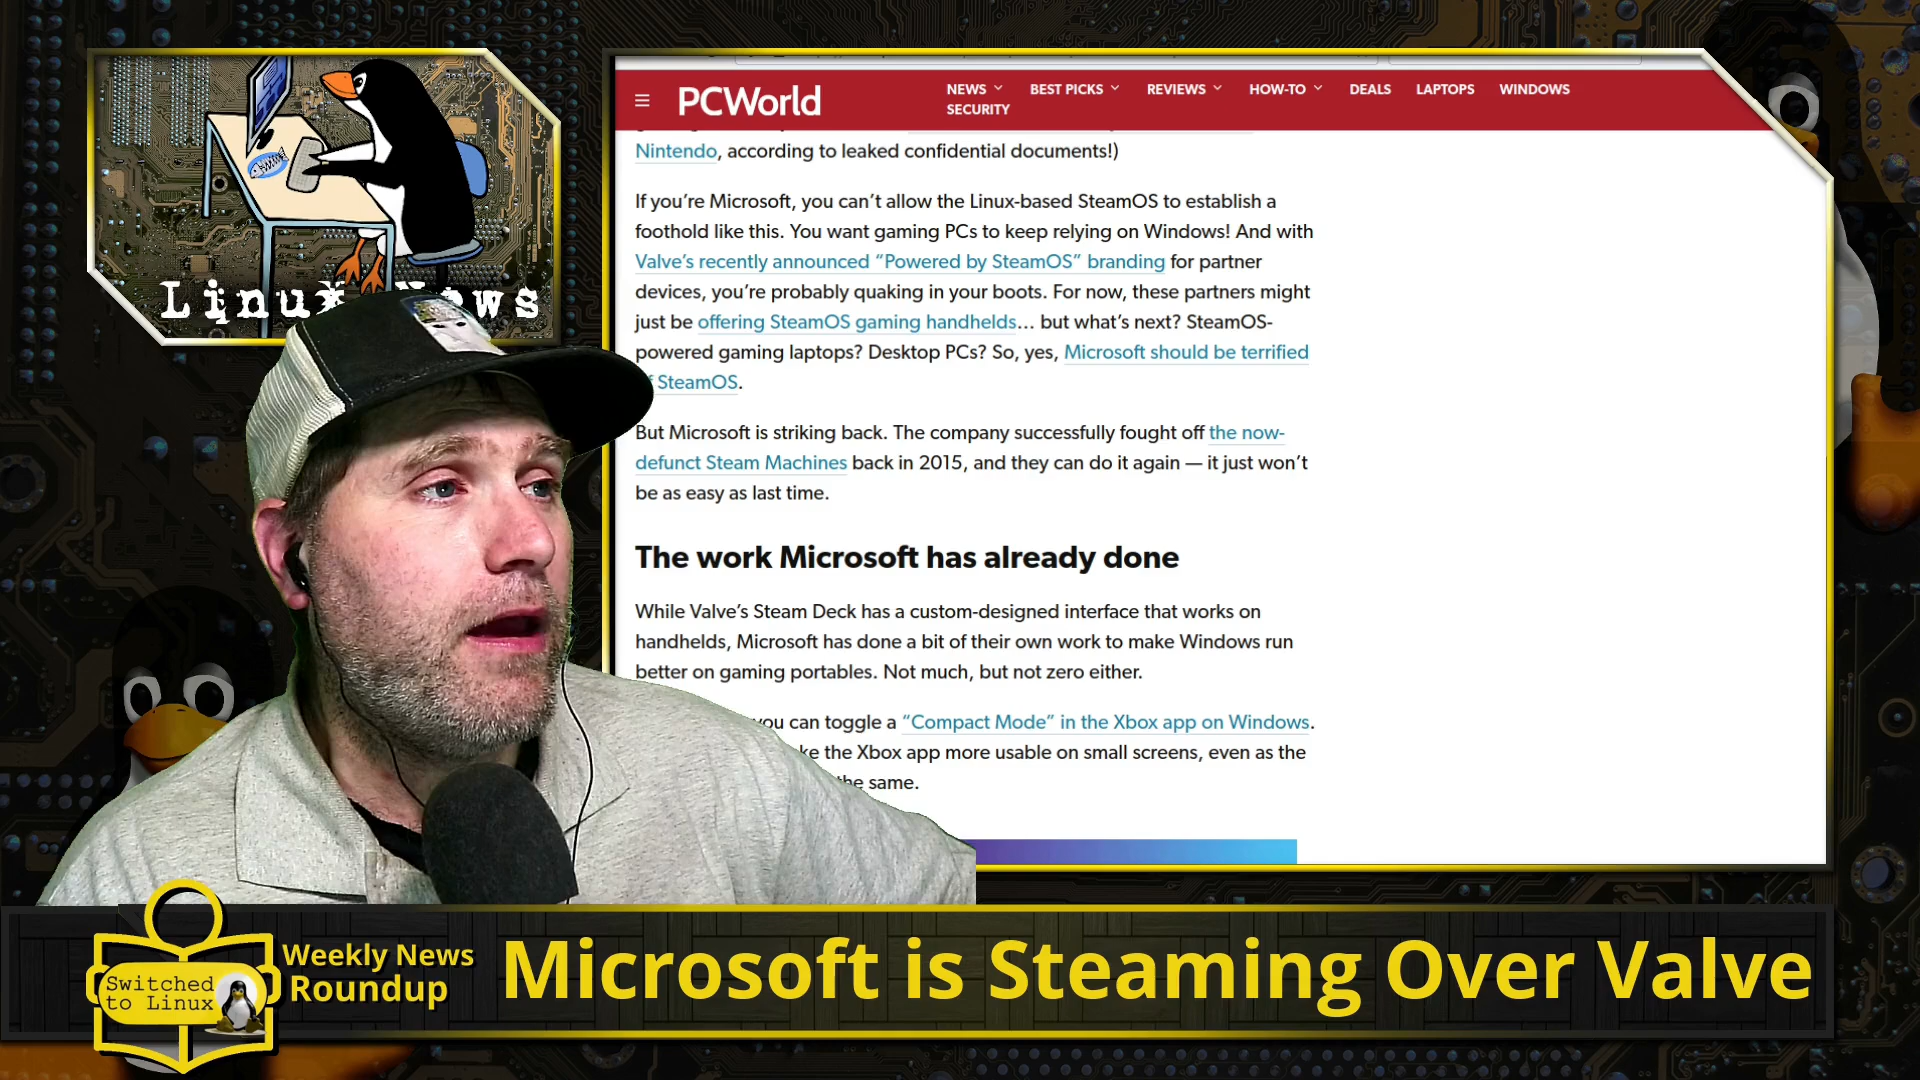 Linux News
PCWorld
NEWS
BEST PICKS
REVIEWS
HOW-TO
DEALS
LAPTOPS
WINDOWS
SECURITY
Nintendo, according to leaked confidential documents!)
If you’re Microsoft, you can’t allow the Linux-based SteamOS to establish a
foothold like this. You want gaming PCs to keep relying on Windows! And with
Valve’s recently announced “Powered by SteamOS” branding for partner
devices, you’re probably quaking in your boots. For now, these partners might
just be offering SteamOS gaming handhelds… but what’s next? SteamOS-
powered gaming laptops? Desktop PCs? So, yes, Microsoft should be terrified
SteamOS.
But Microsoft is striking back. The company successfully fought off the now-
defunct Steam Machines back in 2015, and they can do it again — it just won’t
be as easy as last time.
The work Microsoft has already done
While Valve’s Steam Deck has a custom-designed interface that works on
handhelds, Microsoft has done a bit of their own work to make Windows run
better on gaming portables. Not much, but not zero either.
you can toggle a “Compact Mode” in the Xbox app on Windows.
the Xbox app more usable on small screens, even as the
the same.
Switched
to Linux
Weekly News
Roundup
Microsoft is Steaming Over Valve